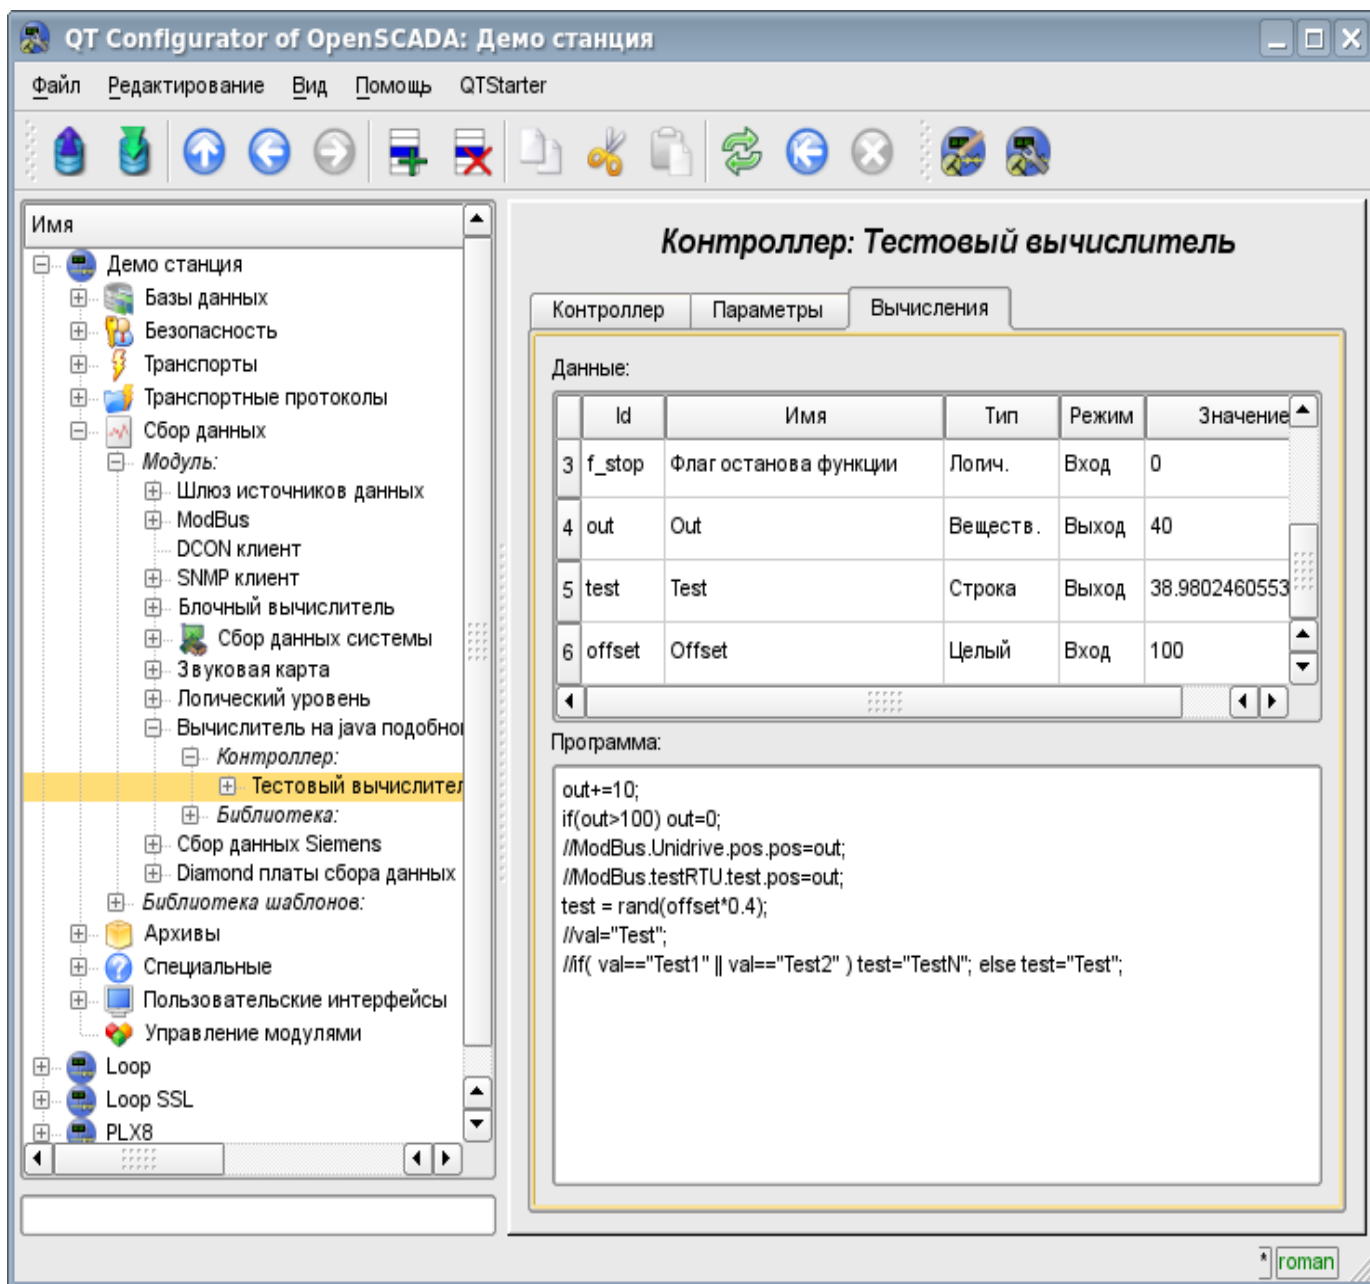 QT Configurator of OpenSCADA: Демо станция
Файл Редактирование Вид Помощь QTStarter
Имя
Демо станция
Базы данных
Безопасность
Транспорты
Транспортные протоколы
Сбор данных
Модуль:
Шлюз источников данных
ModBus
DCON клиент
SNMP клиент
Блочный вычислитель
Сбор данных системы
Звуковая карта
Логический уровень
Вычислитель на java подобно
Контроллер:
Тестовый вычислител
Библиотека:
Сбор данных Siemens
Diamond платы сбора данных
Библиотека шаблонов:
Архивы
Специальные
Пользовательские интерфейсы
Управление модулями
Loop
Loop SSL
PLX8
Контроллер: Тестовый вычислитель
Контроллер Параметры Вычисления
Данные:
Id Имя Тип Режим Значение
3 f_stop Флаг останова функции Логич. Вход 0
4 out Out Веществ. Выход 40
5 test Test Строка Выход 38.9802460553
6 offset Offset Целый Вход 100
Программа:
out+=10;
if(out>100) out=0;
//ModBus.Unidrive.pos.pos=out;
//ModBus.testRTU.test.pos=out;
test = rand(offset*0.4);
//val="Test";
//if( val=="Test1" || val=="Test2" ) test="TestN"; else test="Test";
* roman